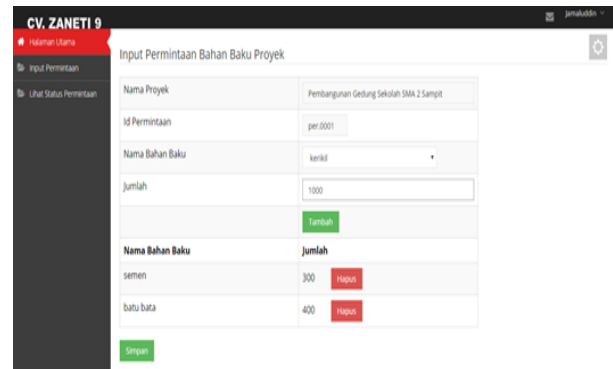 CV. ZANETI 9
Jamaluddin
Halaman Utama
Input Permintaan
Lihat Status Permintaan
Input Permintaan Bahan Baku Proyek
Nama Proyek
Pembangunan Gedung Sekolah SMA 2 Sampit
Id Permintaan
per.0001
Nama Bahan Baku
kerikil
Jumlah
1000
Tambah
Nama Bahan Baku Jumlah
semen 300 Hapus
batu bata 400 Hapus
Simpan